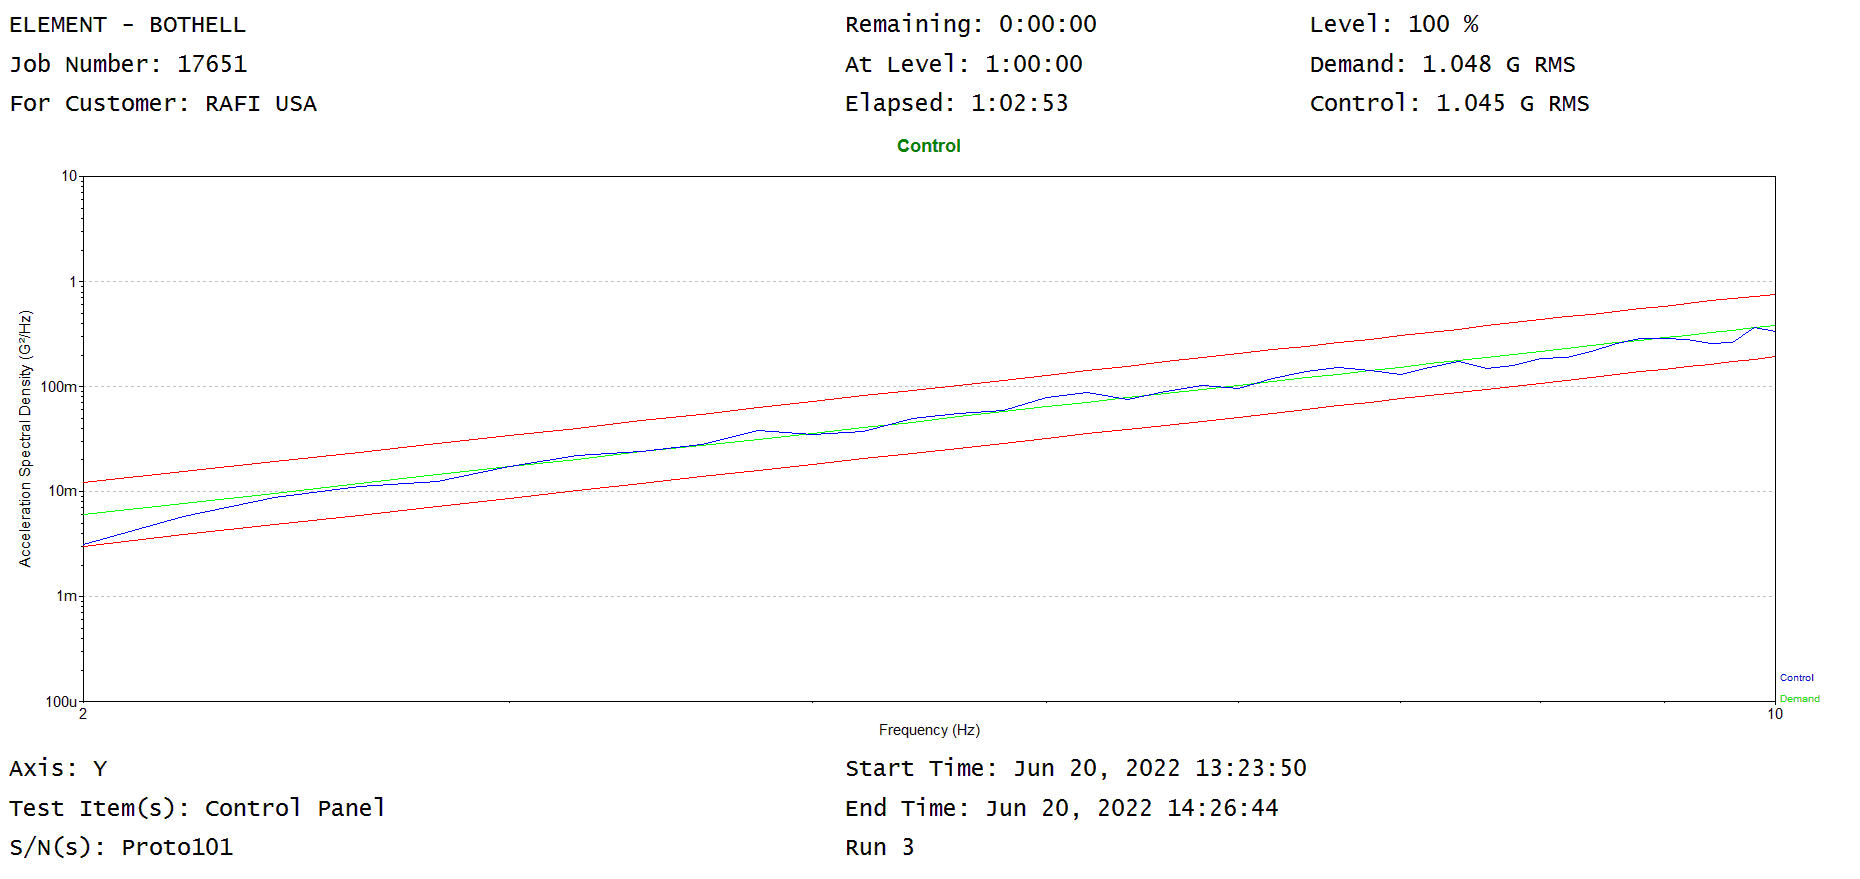 ELEMENT - BOTHELL
Job Number: 17651
For Customer: RAFI USA
Remaining: 0:00:00
At Level: 1:00:00
Elapsed: 1:02:53
Level: 100 %
Demand: 1.048 G RMS
Control: 1.045 G RMS
Control
Acceleration Spectral Density (G²/Hz)
10
1
100m
10m
1m
100u
2
10
Frequency (Hz)
Control
Demand
Axis: Y
Test Item(s): Control Panel
S/N(s): Proto101
Start Time: Jun 20, 2022 13:23:50
End Time: Jun 20, 2022 14:26:44
Run 3